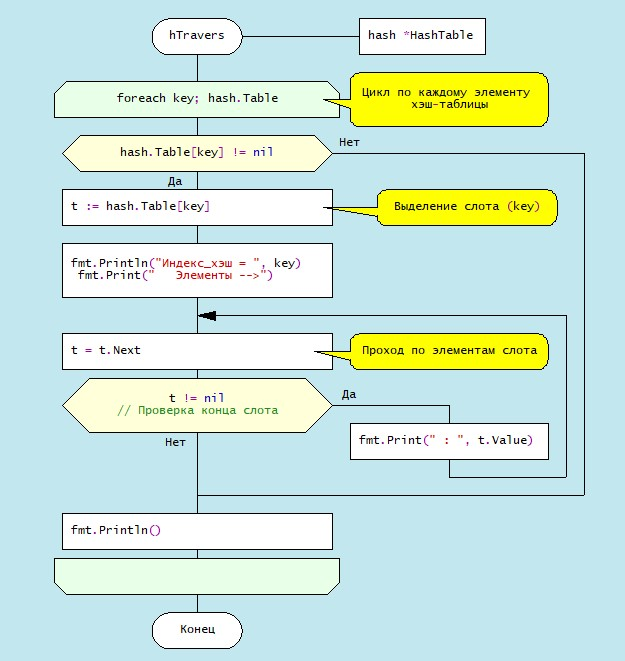 hTravers
hash *HashTable
foreach key; hash.Table
Цикл по каждому элементу
хэш-таблицы
hash.Table[key] != nil
Нет
Да
t := hash.Table[key]
Выделение слота (key)
fmt.Println("Индекс_хэш = ", key)
fmt.Print("   Элементы -->")
t = t.Next
Проход по элементам слота
t != nil
// Проверка конца слота
Да
Нет
fmt.Print(" : ", t.Value)
fmt.Println()
Конец